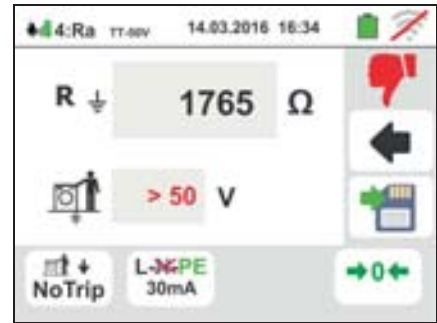 4:Ra TT-50V 14.03.2016 16:34
R 1765 Ω
> 50 V
NoTrip
L-N-PE
30mA
→0←